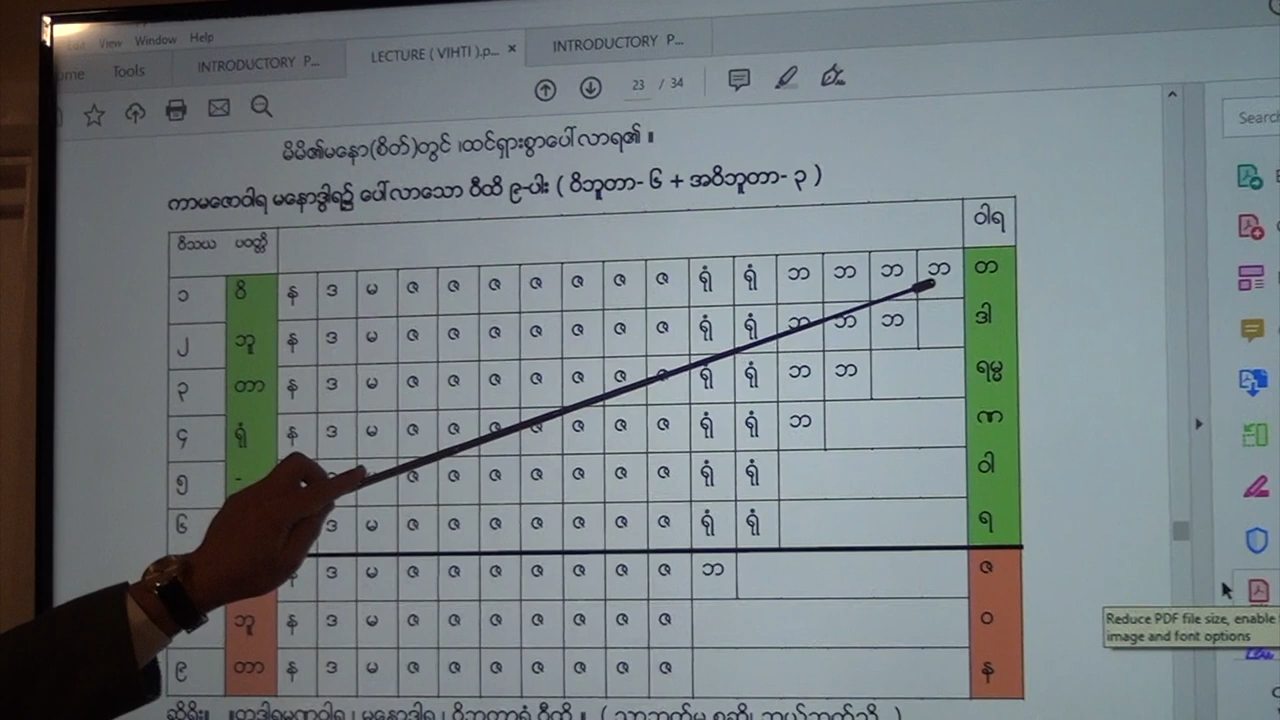 View Window Help
Tools INTRODUCTORY P... LECTURE ( VIHTI ).p... × INTRODUCTORY P...
23 / 34
Search
မိမိ၏မနော(စိတ်)တွင် ၊ထင်ရှားစွာပေါ်လာရ၏ ။
ကာမဇောဝါရ မနောဒွါရ၌ ပေါ်လာသော ဝီထိ ၉-ပါး ( ဝိဘူတာ- ၆ + အဝိဘူတာ- ၃ )
ဝိသယ ပဝတ္တိ ဝါရ
၁ ဝိ န ဒ မ ဇ ဇ ဇ ဇ ဇ ဇ ဇ ရုံ ရုံ ဘ ဘ ဘ ဘ တ
၂ ဘူ န ဒ မ ဇ ဇ ဇ ဇ ဇ ဇ ဇ ရုံ ရုံ ဘ ဘ ဘ ဒါ
၃ တာ န ဒ မ ဇ ဇ ဇ ဇ ဇ ဇ ဇ ရုံ ရုံ ဘ ဘ ရမ္မ
၄ ရုံ န ဒ မ ဇ ဇ ဇ ဇ ဇ ဇ ဇ ရုံ ရုံ ဘ ဏ
၅ - ဇ ဇ ဇ ဇ ဇ ဇ ဇ ရုံ ရုံ ဝါ
၆ ဒ မ ဇ ဇ ဇ ဇ ဇ ဇ ဇ ရုံ ရုံ ရ
န ဒ မ ဇ ဇ ဇ ဇ ဇ ဇ ဇ ဘ ဇ
ဘူ န ဒ မ ဇ ဇ ဇ ဇ ဇ ဇ ဇ ဝ
၉ တာ န ဒ မ ဇ ဇ ဇ ဇ ဇ ဇ ဇ န
Reduce PDF file size, enable
image and font options